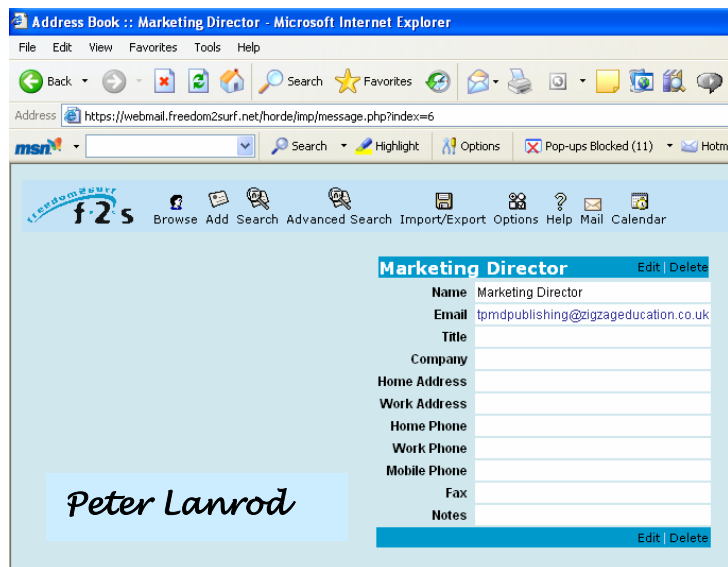 Address Book :: Marketing Director - Microsoft Internet Explorer
File Edit View Favorites Tools Help
Back Search Favorites
Address https://webmail.freedom2surf.net/horde/imp/message.php?index=6
msn Search Highlight Options Pop-ups Blocked (11) Hotm
freedom2surf
f·2·s Browse Add Search Advanced Search Import/Export Options Help Mail Calendar
Marketing Director Edit | Delete
Name Marketing Director
Email tpmdpublishing@zigzageducation.co.uk
Title
Company
Home Address
Work Address
Home Phone
Work Phone
Mobile Phone
Fax
Notes
Peter Lanrod
Edit | Delete